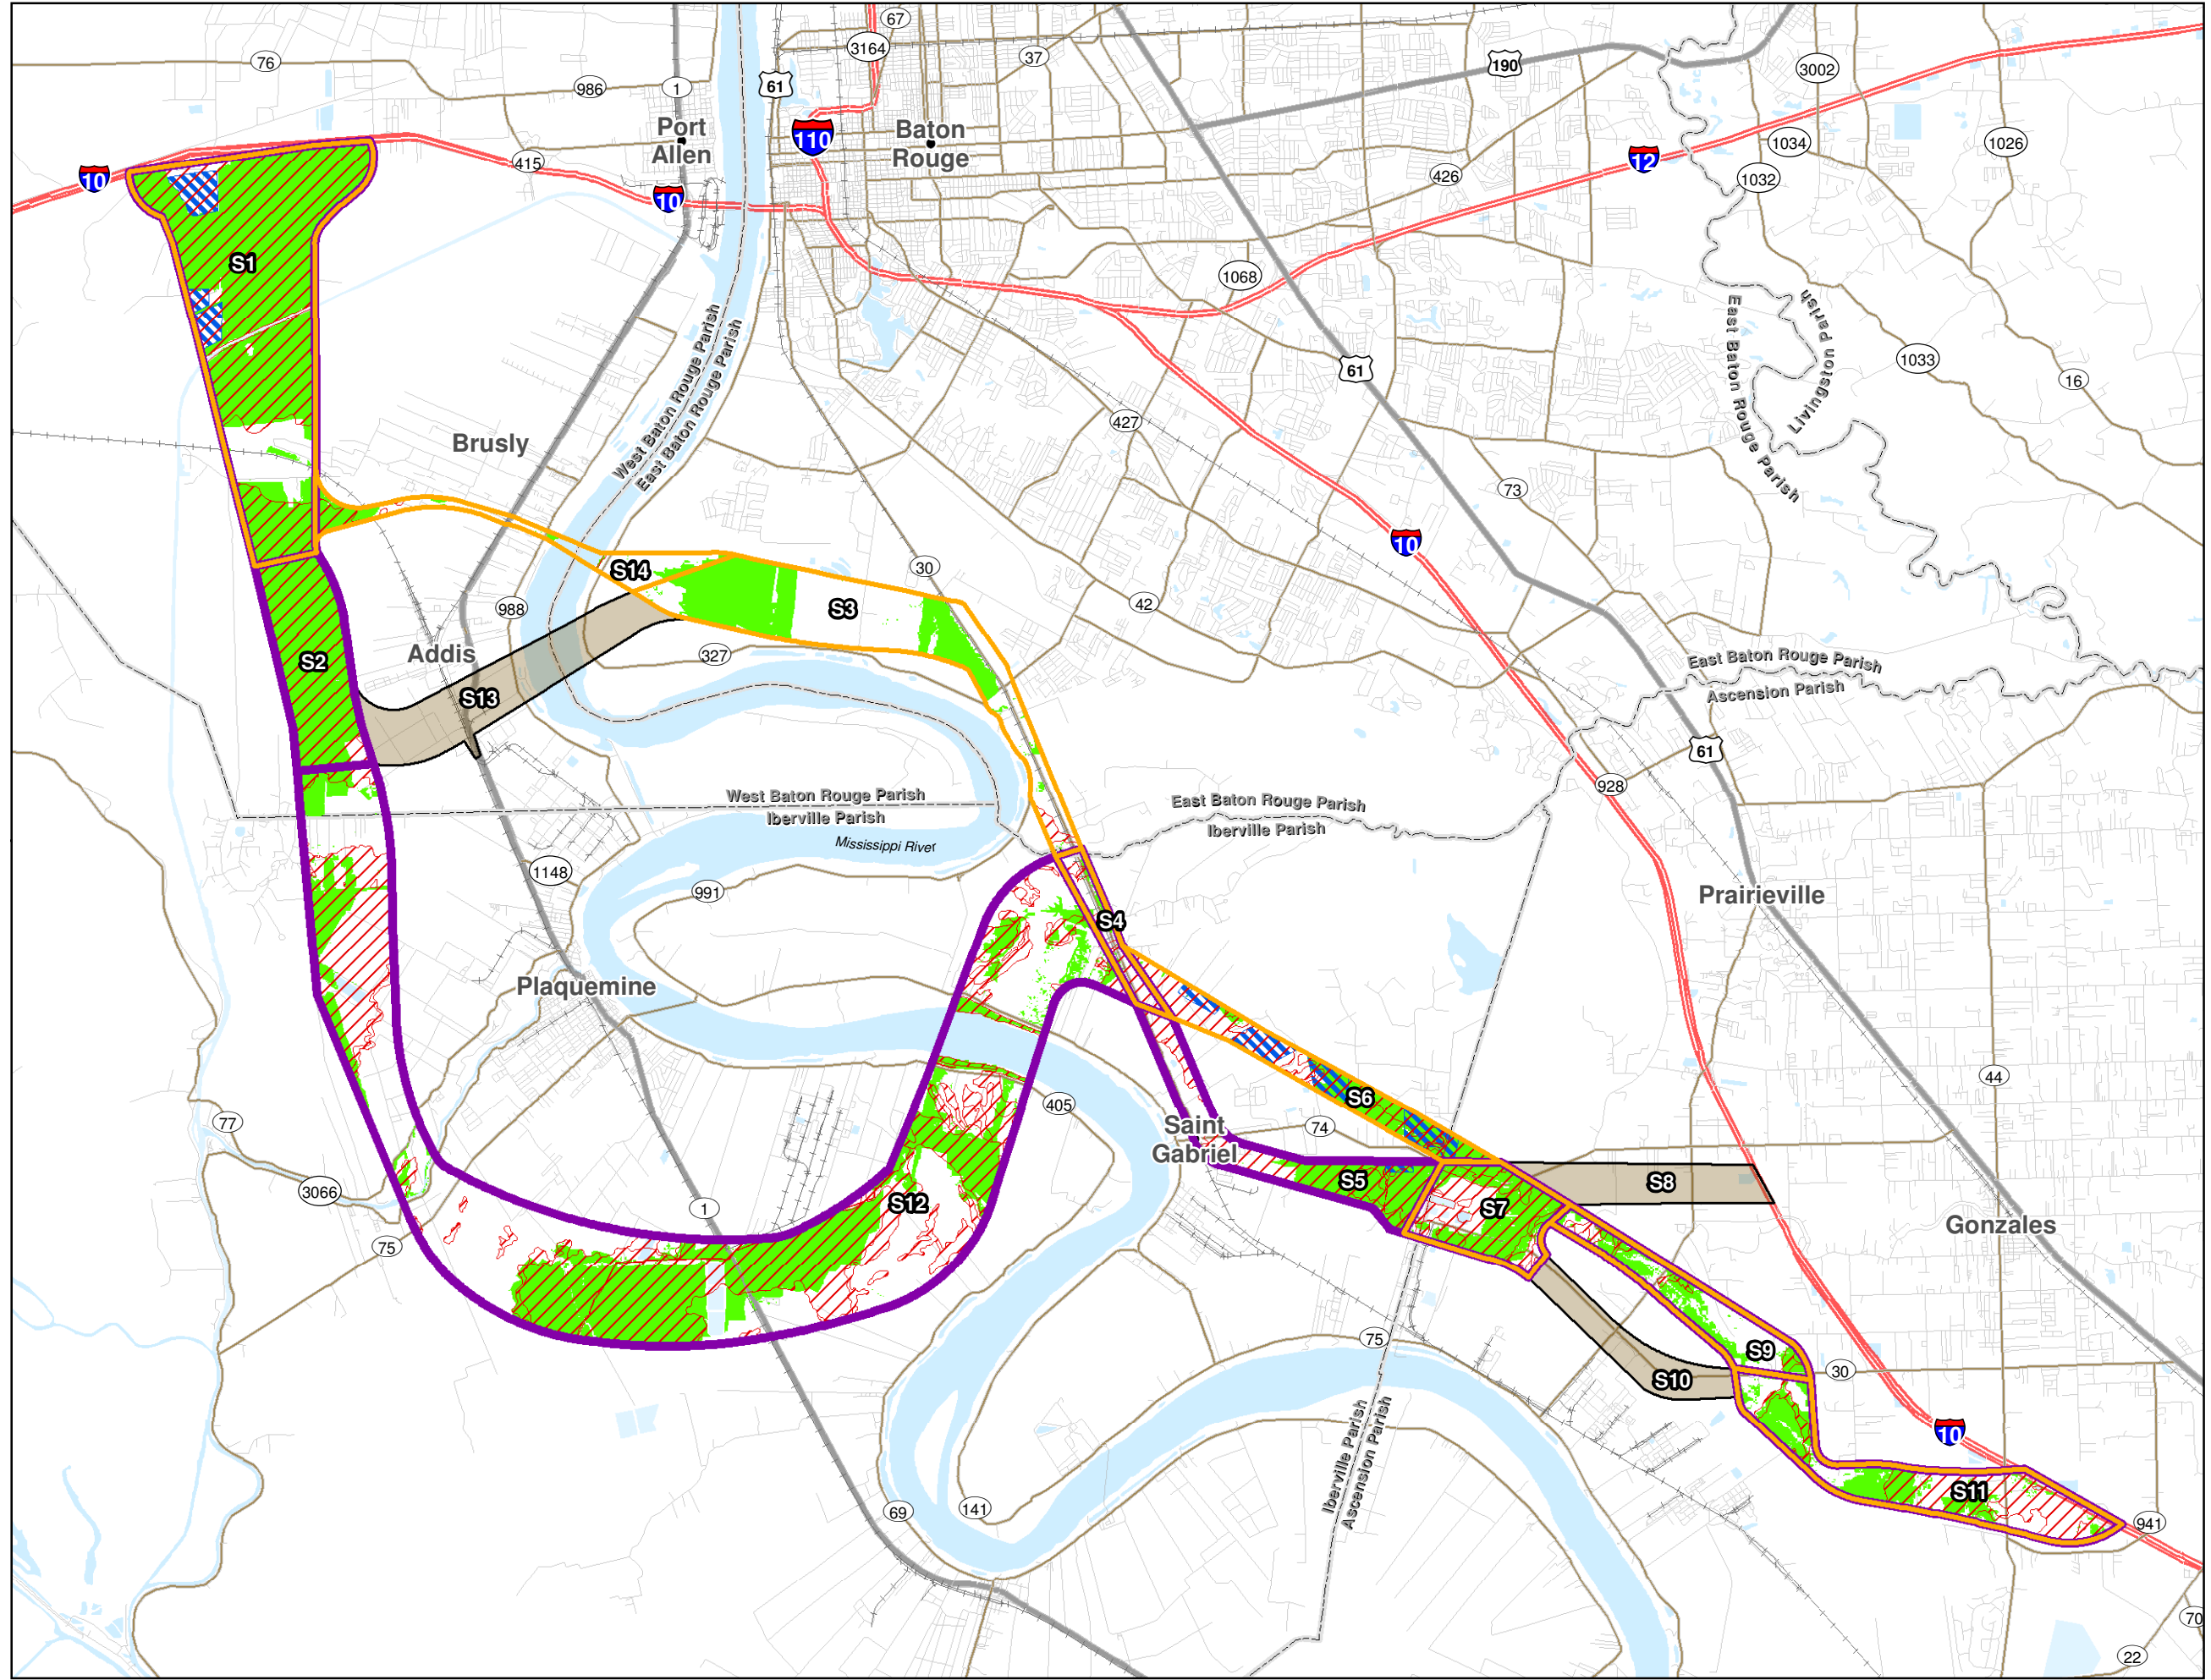 67
3164
37
76
986
1
61
190
3002
Port
Allen
110
Baton
Rouge
1034
1026
12
10
415
10
426
1032
S1
1068
West Baton Rouge Parish
East Baton Rouge Parish
East Baton Rouge Parish
Livingston Parish
1033
61
16
427
Brusly
73
10
30
S14
988
S3
42
S2
Addis
327
S13
East Baton Rouge Parish
Ascension Parish
61
928
West Baton Rouge Parish
Iberville Parish
East Baton Rouge Parish
Iberville Parish
Mississippi River
1148
991
Prairieville
S4
Plaquemine
S6
44
405
77
Saint
Gabriel
74
3066
S5
S8
S12
S7
1
Gonzales
75
75
S9
30
S10
Iberville Parish
Ascension Parish
10
S11
69
141
941
70
22